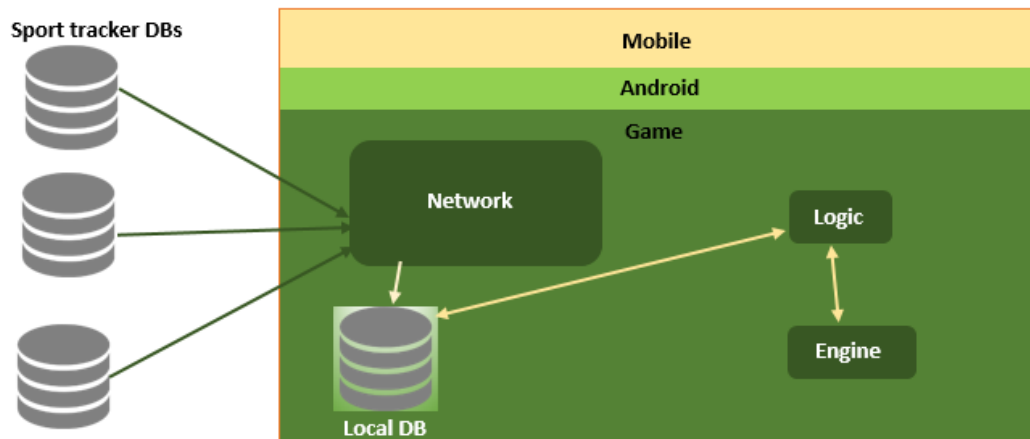 Sport tracker DBs
Mobile
Android
Game
Network
Logic
Engine
Local DB